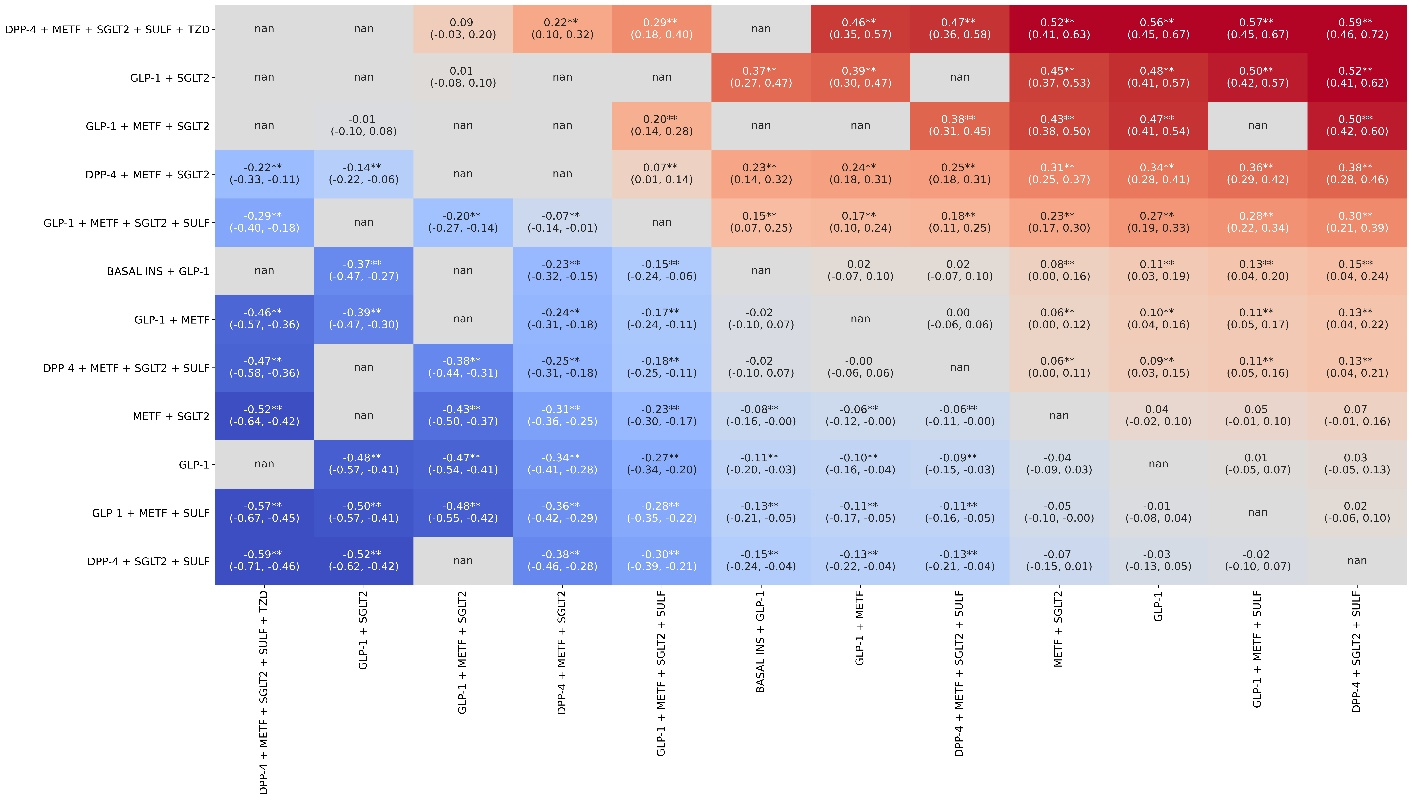 DPP-4 + METF + SGLT2 + SULF + TZD nan nan 0.09 0.22** 0.29** nan 0.46** 0.47** 0.52** 0.56** 0.57** 0.59**
(-0.03, 0.20) (0.10, 0.32) (0.18, 0.40) (0.35, 0.57) (0.36, 0.58) (0.41, 0.63) (0.45, 0.67) (0.45, 0.67) (0.46, 0.72)
GLP-1 + SGLT2 nan nan 0.01 nan nan 0.37** 0.39** nan 0.45** 0.48** 0.50** 0.52**
(-0.08, 0.10) (0.27, 0.47) (0.30, 0.47) (0.37, 0.53) (0.41, 0.57) (0.42, 0.57) (0.41, 0.62)
GLP-1 + METF + SGLT2 nan -0.01 nan nan 0.20** nan nan 0.38** 0.43** 0.47** nan 0.50**
(-0.10, 0.08) (0.14, 0.28) (0.31, 0.45) (0.38, 0.50) (0.41, 0.54) (0.42, 0.60)
DPP-4 + METF + SGLT2 -0.22** -0.14** nan nan 0.07** 0.23** 0.24** 0.25** 0.31** 0.34** 0.36** 0.38**
(-0.33, -0.11) (-0.22, -0.06) (0.01, 0.14) (0.14, 0.32) (0.18, 0.31) (0.18, 0.31) (0.25, 0.37) (0.28, 0.41) (0.29, 0.42) (0.28, 0.46)
GLP-1 + METF + SGLT2 + SULF -0.29** nan -0.20** -0.07** nan 0.15** 0.17** 0.18** 0.23** 0.27** 0.28** 0.30**
(-0.40, -0.18) (-0.27, -0.14) (-0.14, -0.01) (0.07, 0.25) (0.10, 0.24) (0.11, 0.25) (0.17, 0.30) (0.19, 0.33) (0.22, 0.34) (0.21, 0.39)
BASAL INS + GLP-1 nan -0.37** nan -0.23** -0.15** nan 0.02 0.02 0.08** 0.11** 0.13** 0.15**
(-0.47, -0.27) (-0.32, -0.15) (-0.24, -0.06) (-0.07, 0.10) (-0.07, 0.10) (0.00, 0.16) (0.03, 0.19) (0.04, 0.20) (0.04, 0.24)
GLP-1 + METF -0.46** -0.39** nan -0.24** -0.17** -0.02 nan 0.00 0.06** 0.10** 0.11** 0.13**
(-0.57, -0.36) (-0.47, -0.30) (-0.31, -0.18) (-0.24, -0.11) (-0.10, 0.07) (-0.06, 0.06) (0.00, 0.12) (0.04, 0.16) (0.05, 0.17) (0.04, 0.22)
DPP-4 + METF + SGLT2 + SULF -0.47** nan -0.38** -0.25** -0.18** -0.02 -0.00 nan 0.06** 0.09** 0.11** 0.13**
(-0.58, -0.36) (-0.44, -0.31) (-0.31, -0.18) (-0.25, -0.11) (-0.10, 0.07) (-0.06, 0.06) (0.00, 0.11) (0.03, 0.15) (0.05, 0.16) (0.04, 0.21)
METF + SGLT2 -0.52** nan -0.43** -0.31** -0.23** -0.08** -0.06** -0.06** nan 0.04 0.05 0.07
(-0.64, -0.42) (-0.50, -0.37) (-0.36, -0.25) (-0.30, -0.17) (-0.16, -0.00) (-0.12, -0.00) (-0.11, -0.00) (-0.02, 0.10) (-0.01, 0.10) (-0.01, 0.16)
GLP-1 nan -0.48** -0.47** -0.34** -0.27** -0.11** -0.10** -0.09** -0.04 nan 0.01 0.03
(-0.57, -0.41) (-0.54, -0.41) (-0.41, -0.28) (-0.34, -0.20) (-0.20, -0.03) (-0.16, -0.04) (-0.15, -0.03) (-0.09, 0.03) (-0.05, 0.07) (-0.05, 0.13)
GLP-1 + METF + SULF -0.57** -0.50** -0.48** -0.36** -0.28** -0.13** -0.11** -0.11** -0.05 -0.01 nan 0.02
(-0.67, -0.45) (-0.57, -0.41) (-0.55, -0.42) (-0.42, -0.29) (-0.35, -0.22) (-0.21, -0.05) (-0.17, -0.05) (-0.16, -0.05) (-0.10, -0.00) (-0.08, 0.04) (-0.06, 0.10)
DPP-4 + SGLT2 + SULF -0.59** -0.52** nan -0.38** -0.30** -0.15** -0.13** -0.13** -0.07 -0.03 -0.02 nan
(-0.71, -0.46) (-0.62, -0.42) (-0.46, -0.28) (-0.39, -0.21) (-0.24, -0.04) (-0.22, -0.04) (-0.21, -0.04) (-0.15, 0.01) (-0.13, 0.05) (-0.10, 0.07)
DPP-4 + METF + SGLT2 + SULF + TZD
GLP-1 + SGLT2
GLP-1 + METF + SGLT2
DPP-4 + METF + SGLT2
GLP-1 + METF + SGLT2 + SULF
BASAL INS + GLP-1
GLP-1 + METF
DPP-4 + METF + SGLT2 + SULF
METF + SGLT2
GLP-1
GLP-1 + METF + SULF
DPP-4 + SGLT2 + SULF